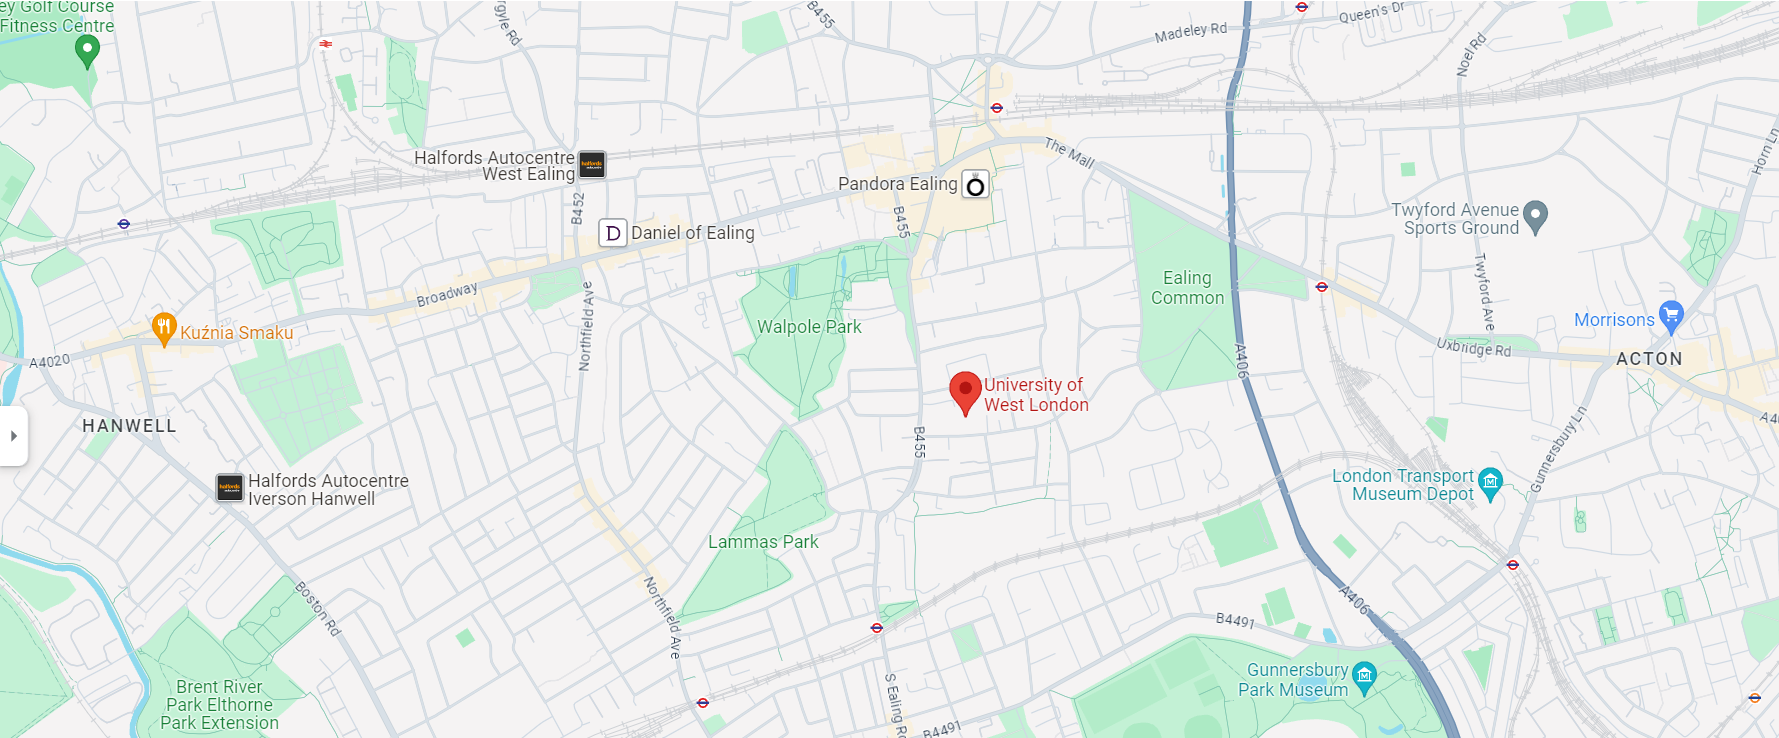 ey Golf Course
Fitness Centre
rgyle Rd
B455
Madeley Rd
Queen's Dr
Noel Rd
Horn Ln
The Mall
Halfords Autocentre
West Ealing
halfords
B452
Pandora Ealing
B455
D
Daniel of Ealing
Twyford Avenue
Sports Ground
Twyford Ave
Ealing
Common
Broadway
Northfield Ave
Walpole Park
Kuźnia Smaku
A4020
Morrisons
Uxbridge Rd
ACTON
A406
University of
West London
A40
HANWELL
B455
Gunnersbury Ln
halfords
Halfords Autocentre
Iverson Hanwell
London Transport
Museum Depot
Lammas Park
Boston Rd
Northfield Ave
A406
B4491
Gunnersbury
Park Museum
Brent River
Park Elthorne
Park Extension
S Ealing Rd
B4491